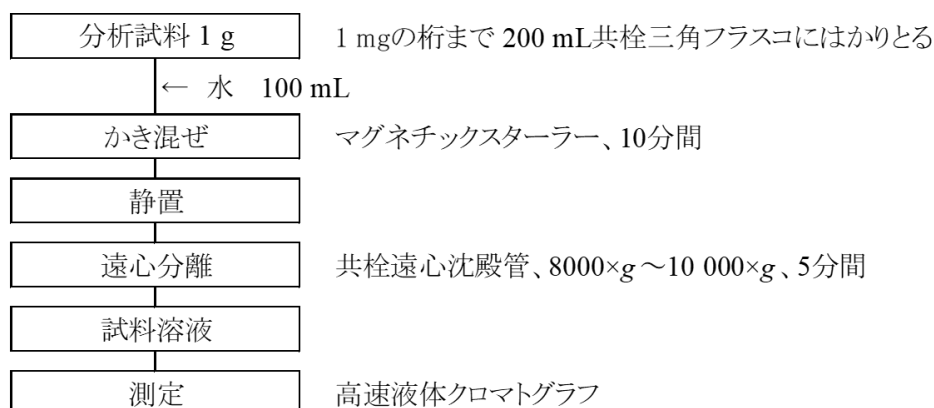 分析試料 1 g 1 mgの桁まで 200 mL共栓三角フラスコにはかりとる
← 水 100 mL
かき混ぜ マグネチックスターラー、10分間
静置
遠心分離 共栓遠心沈殿管、8000×g～10 000×g、5分間
試料溶液
測定 高速液体クロマトグラフ